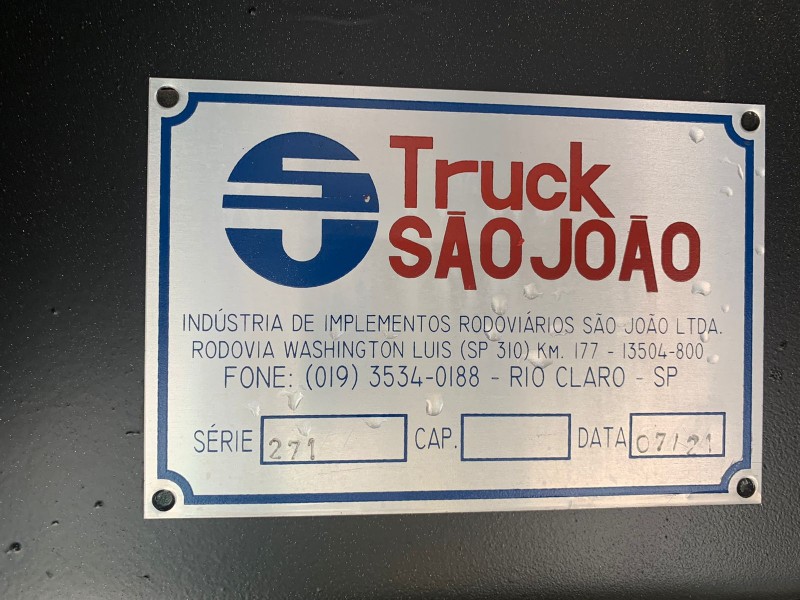 SJ
Truck
SÃO JOÃO
INDÚSTRIA DE IMPLEMENTOS RODOVIÁRIOS SÃO JOÃO LTDA.
RODOVIA WASHINGTON LUIS (SP 310) Km. 177 - 13504-800
FONE: (019) 3534-0188 - RIO CLARO - SP
SÉRIE 271 CAP. DATA 07/21